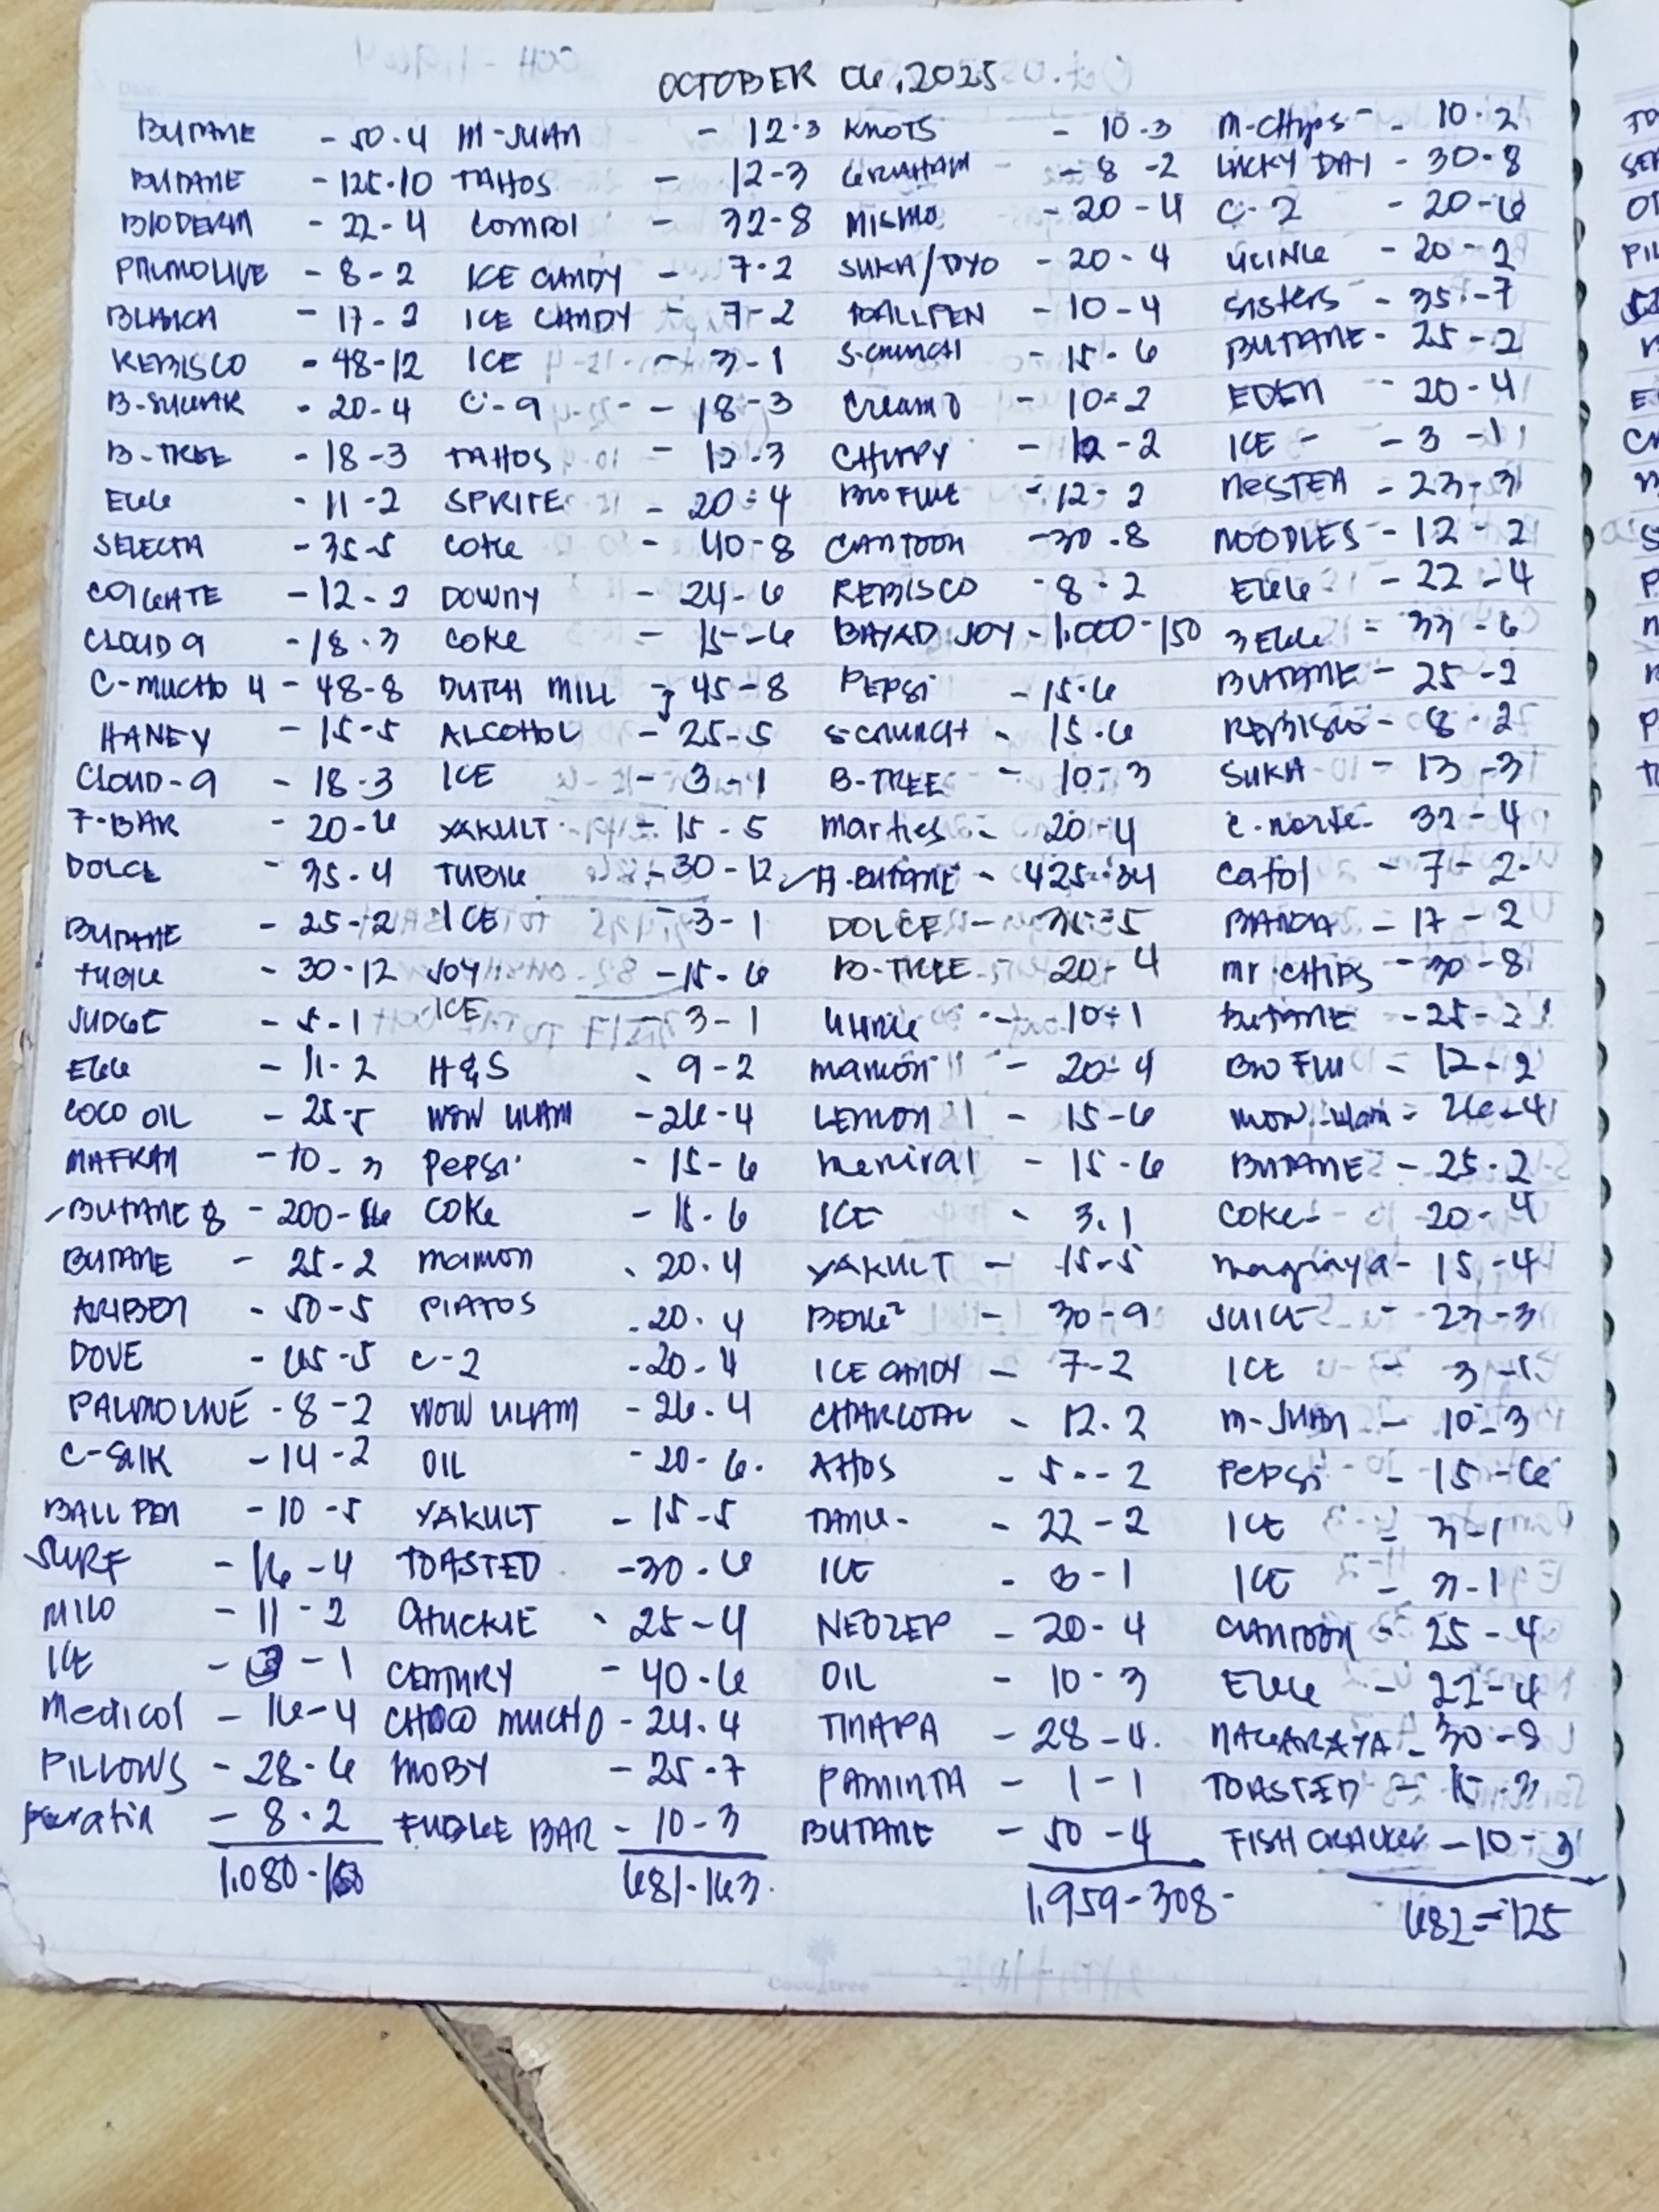 OCTOBER 06, 2025
BUTANE - 50-4
BUTANE - 125-10
BIODERM - 22-4
PALMOLIVE - 8-2
BIANCA - 17-2
REBISCO - 48-12
B-SUGAR - 20-4
B-TREE - 18-3
EGG - 11-2
SELECTA - 35-5
COLGATE - 12-2
CLOUD 9 - 18-3
C-MUCHO 4 - 48-8
HANEY - 15-5
CLOUD-9 - 18-3
F-BAR - 20-6
DOLCE - 35-4
BUTANE - 25-2
TUBIG - 30-12
JUDGE - 5-1
EGG - 11-2
COCO OIL - 25-5
MAFRAN - 10-3
BUTANE 8 - 200-16
BUTANE - 25-2
ARIBEN - 50-5
DOVE - 65-5
PALMOLIVE - 8-2
C-SILK - 14-2
BALL PEN - 10-5
SURF - 16-4
MILO - 11-2
ICE - 3-1
Medicol - 16-4
PILLOWS - 28-6
keratin - 8-2
1,080-
M-JUAN - 12-3
TAHOS - 12-3
COMPOL - 32-8
ICE CANDY - 7-2
ICE CANDY - 7-2
ICE - 3-1
C-9 - 18-3
TAHOS - 12-3
SPRITE - 20-4
COKE - 40-8
DOWNY - 24-6
COKE - 15-6
DUTCH MILL - 45-8
ALCOHOL - 25-5
ICE - 3-1
YAKULT - 15-5
TUBIG - 30-12
ICE - 3-1
JOY - 15-6
ICE - 3-1
H&S - 9-2
WOW ULAM - 26-4
Pepsi - 15-6
COKE - 15-6
mamon - 20-4
PIATOS - 20-4
C-2 - 20-4
WOW ULAM - 26-4
OIL - 20-6
YAKULT - 15-5
TOASTED - 30-6
CHUCKIE - 25-4
CENTURY - 40-6
CHOCO MUCHO - 24-4
MOBY - 25-7
FUDGEE BAR - 10-3
681-163
KNOTS - 10-3
GRAHAM - 8-2
MISMO - 20-4
SUKA/TOYO - 20-4
BALLPEN - 10-4
S-CRUNCH - 15-6
Cream O - 10-2
CHIPPY - 12-2
BIOFLU - 12-2
CANTOON - 30-8
REBISCO - 8-2
BAYAD JOY - 1,000-150
PEPSI - 15-6
S-CRUNCH - 15-6
B-TREE - 10-3
Marties - 20-4
BUTANE - 425-34
DOLCE - 35-5
B-TREE - 20-4
- 10-1
mamon - 20-4
LEMON - 15-6
meniral - 15-6
ICE - 3-1
YAKULT - 15-5
BENG² - 30-9
ICE CANDY - 7-2
CHARCOAL - 12-2
AHOS - 5-2
TANG - 22-2
ICE - 3-1
NEOZEP - 20-4
OIL - 10-3
TINAPA - 28-4
PAMINTA - 1-1
BUTANE - 50-4
1,959-308
M-CHIPS - 10-2
LUCKY DAY - 30-8
C-2 - 20-6
- 20-2
SISTERS - 35-7
BUTANE - 25-2
EDEN - 20-4
ICE - 3-1
NESTEA - 23-3
NOODLES - 12-2
EGG - 22-4
3 EGG - 33-6
BUTANE - 25-2
REBISCO - 8-2
SUKA - 13-3
C-norte - 32-4
Catol - 7-2
BIANCA - 17-2
MR. CHIPS - 30-8
BUTANE - 25-2
BIOFLU - 12-2
wow-ulam - 26-4
BUTANE - 25-2
COKE - 20-4
magnaya - 15-4
JUICE - 23-3
ICE - 3-1
M-JUAN - 10-3
PEPSI - 15-6
ICE - 3-1
ICE - 3-1
CANTOON - 25-4
EGG - 22-4
NAGARAYA - 30-8
TOASTED - 15-3
FISH CRACKER - 10-3
682-125